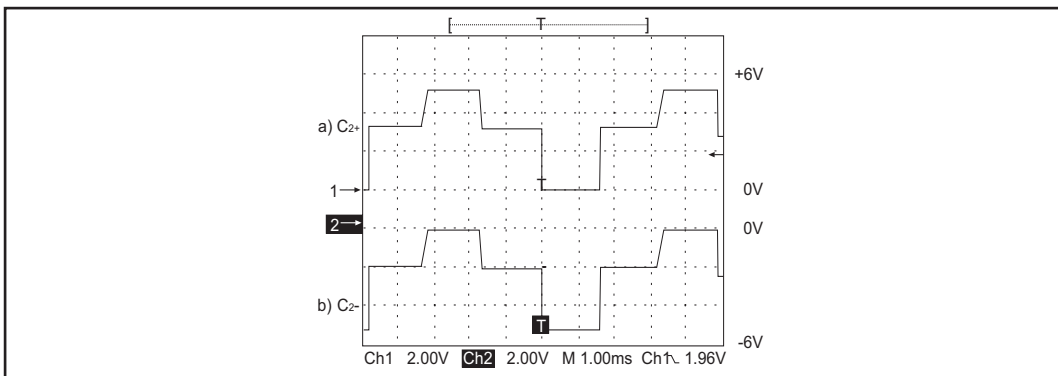 [ T ]
+6V
a) C2+
T
1 0V
2 0V
b) C2-
T
-6V
Ch1 2.00V Ch2 2.00V M 1.00ms Ch1 1.96V